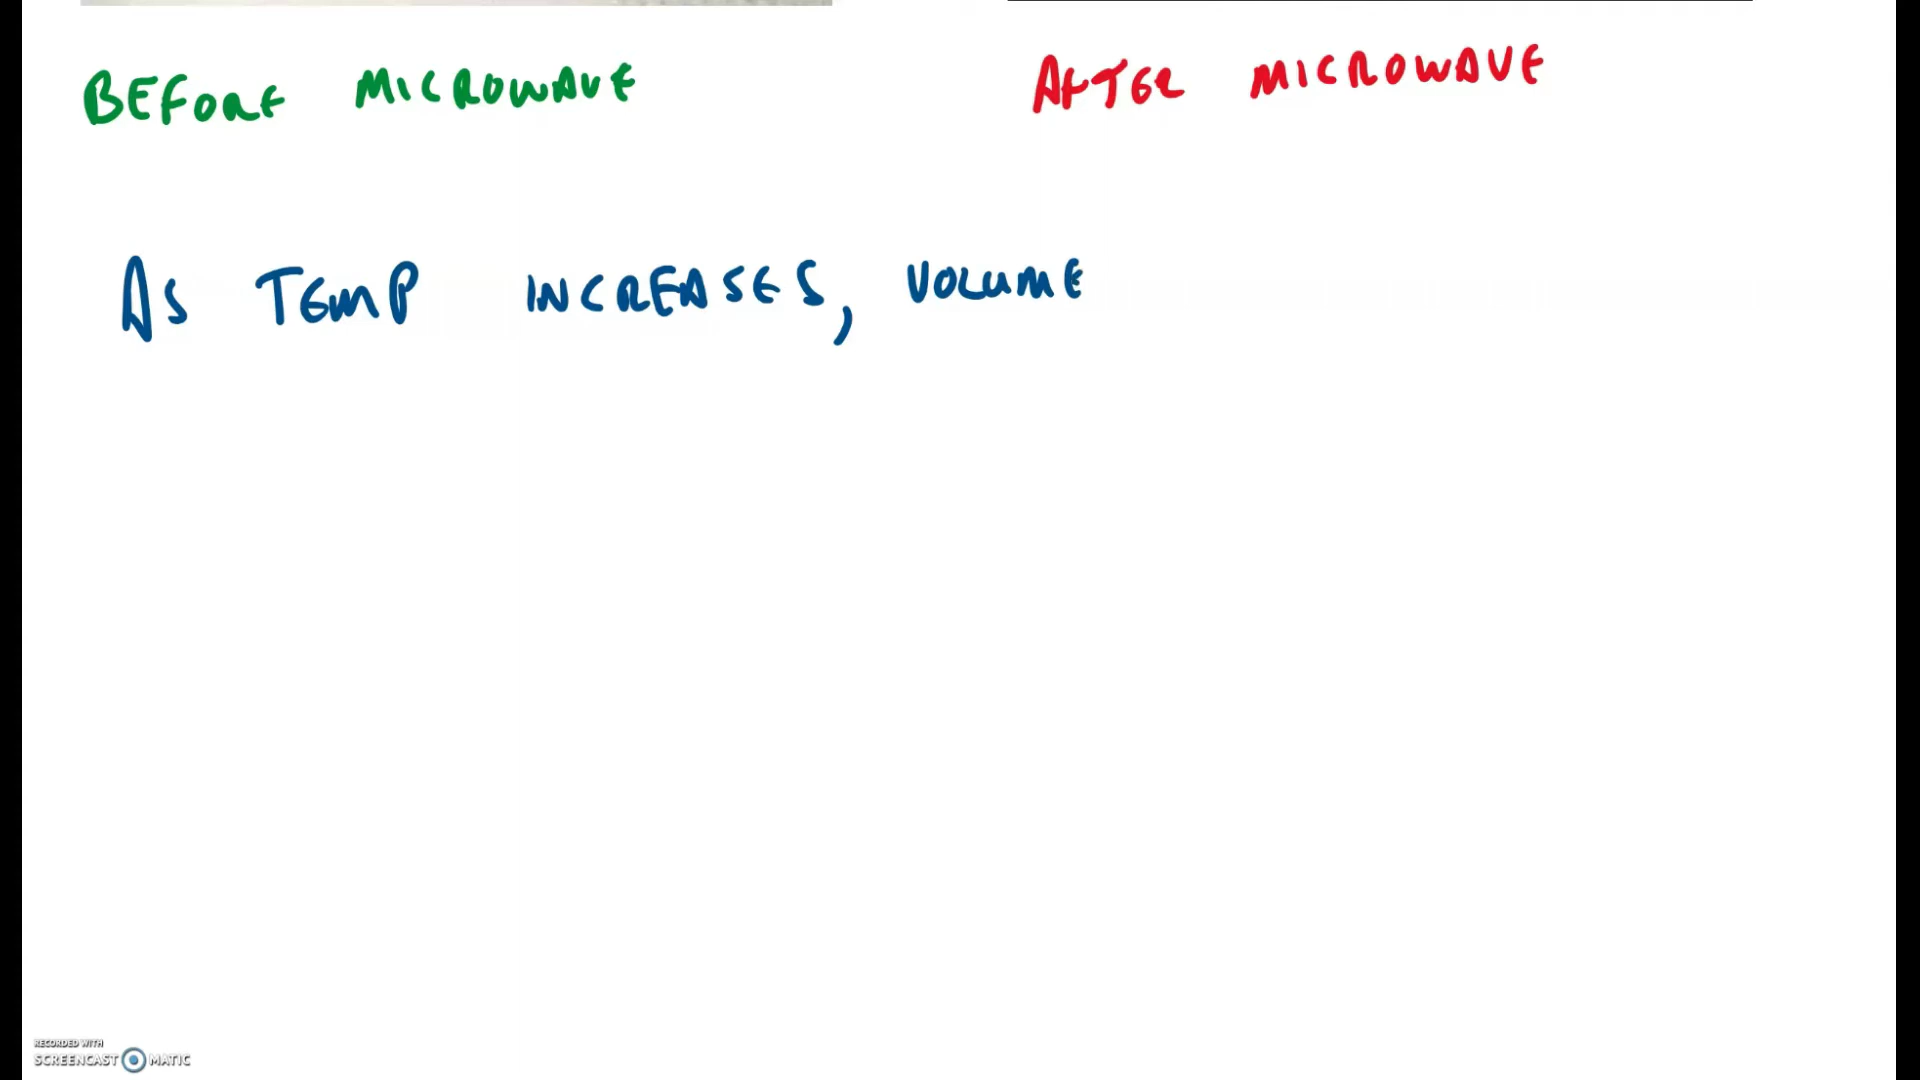 BEFORE MICROWAVE
AFTER MICROWAVE
AS TEMP INCREASES, VOLUME
RECORDED WITH
SCREENCAST MATIC